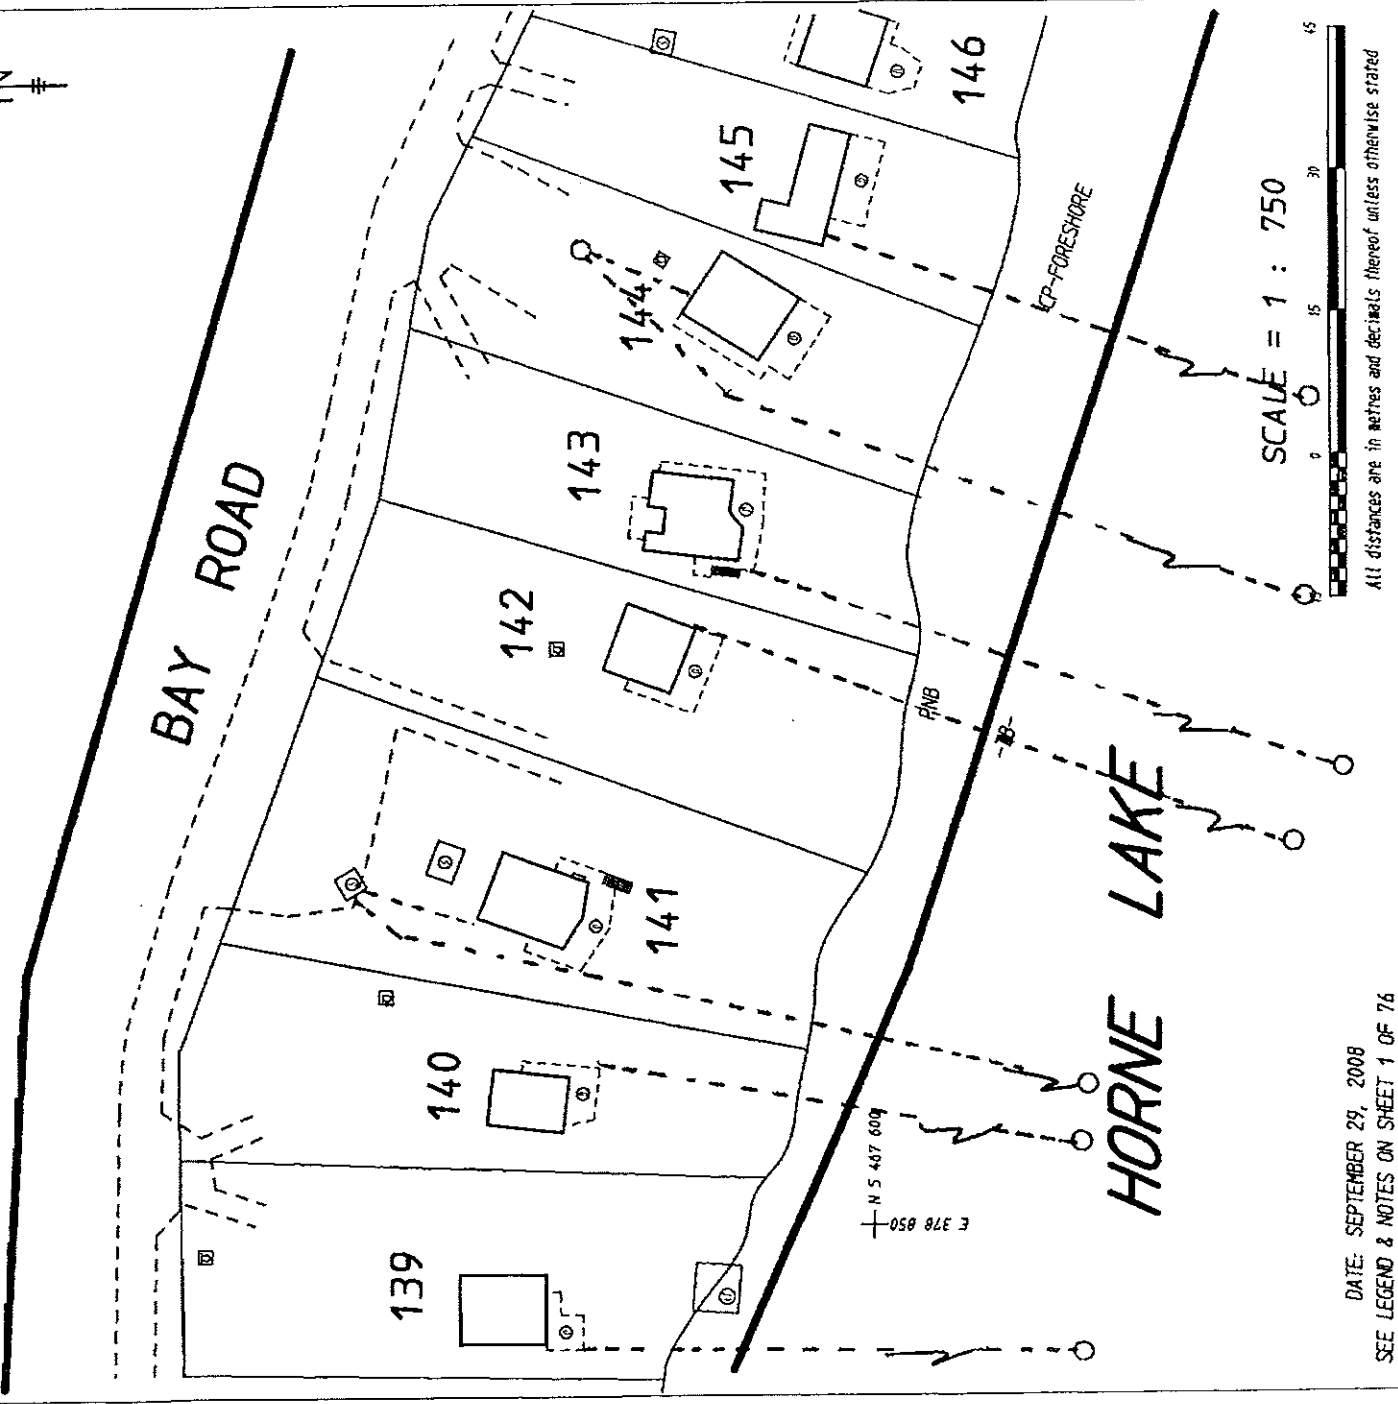 N
BAY ROAD
139
140
141
142
143
144
145
146
CP-FORESHORE
PNB
N 5 467 600
E 378 850
HORNE LAKE
SCALE = 1 : 750
15 0 15 30 45
All distances are in metres and decimals thereof unless otherwise stated
DATE: SEPTEMBER 29, 2008
SEE LEGEND & NOTES ON SHEET 1 OF 76